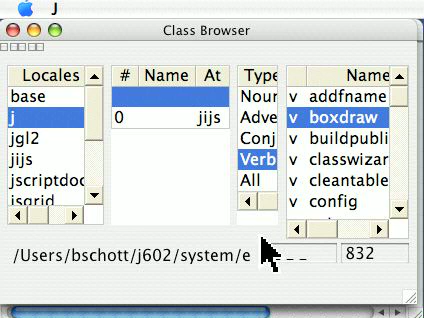 J
Class Browser
Locales
base
j
jgl2
jijs
jscriptdoc
jsgrid
# Name At
0 jijs
Type
Noun
Adve
Conj
Verb
All
Name
v addfname
v boxdraw
v buildpubli
v classwizar
v cleantable
v config
/Users/bschott/j602/system/e _ _
832